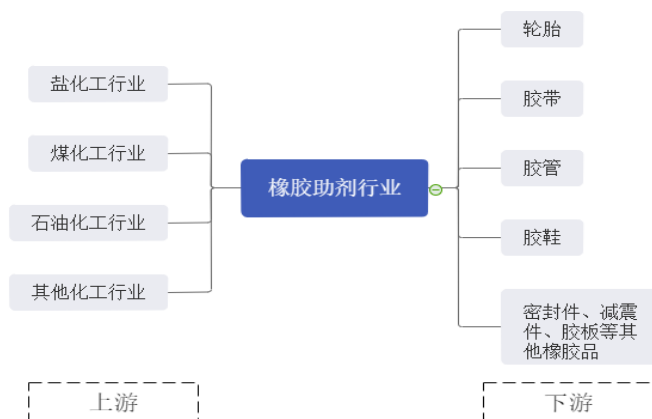 盐化工行业
煤化工行业
石油化工行业
其他化工行业
橡胶助剂行业
轮胎
胶带
胶管
胶鞋
密封件、减震
件、胶板等其
他橡胶品
上游
下游